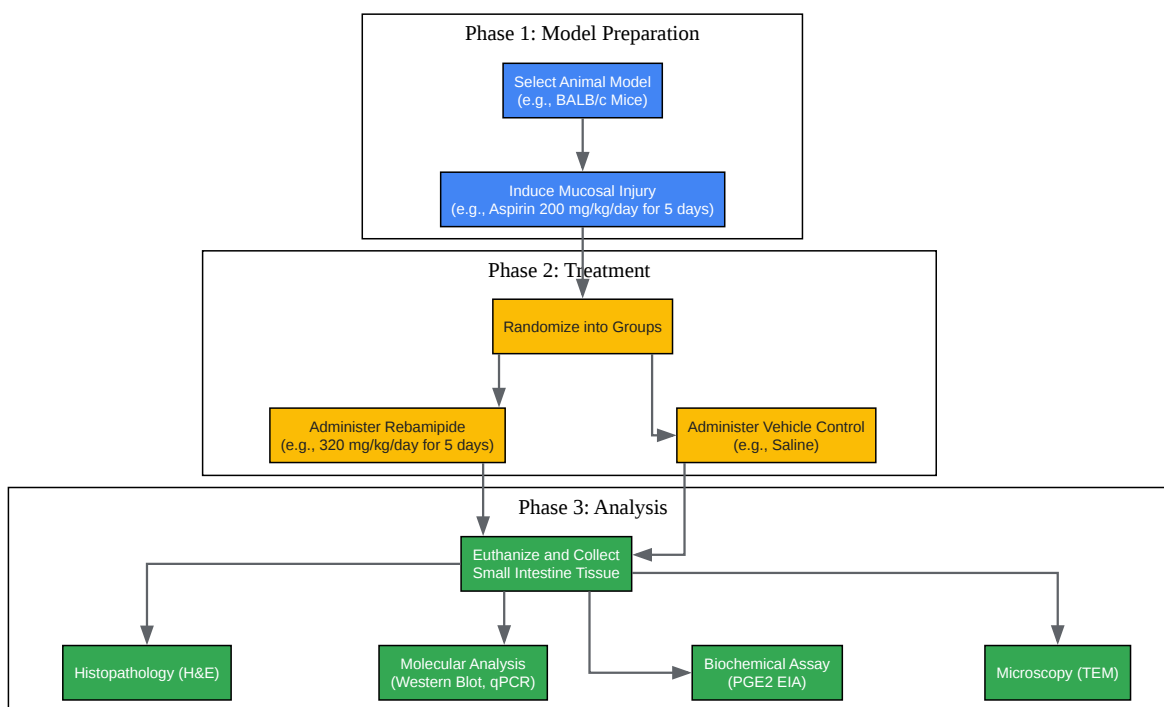 Phase 1: Model Preparation
Select Animal Model
(e.g., BALB/c Mice)
Induce Mucosal Injury
(e.g., Aspirin 200 mg/kg/day for 5 days)
Phase 2: Treatment
Randomize into Groups
Administer Rebamipide
(e.g., 320 mg/kg/day for 5 days)
Administer Vehicle Control
(e.g., Saline)
Phase 3: Analysis
Euthanize and Collect
Small Intestine Tissue
Histopathology (H&E)
Molecular Analysis
(Western Blot, qPCR)
Biochemical Assay
(PGE2 EIA)
Microscopy (TEM)